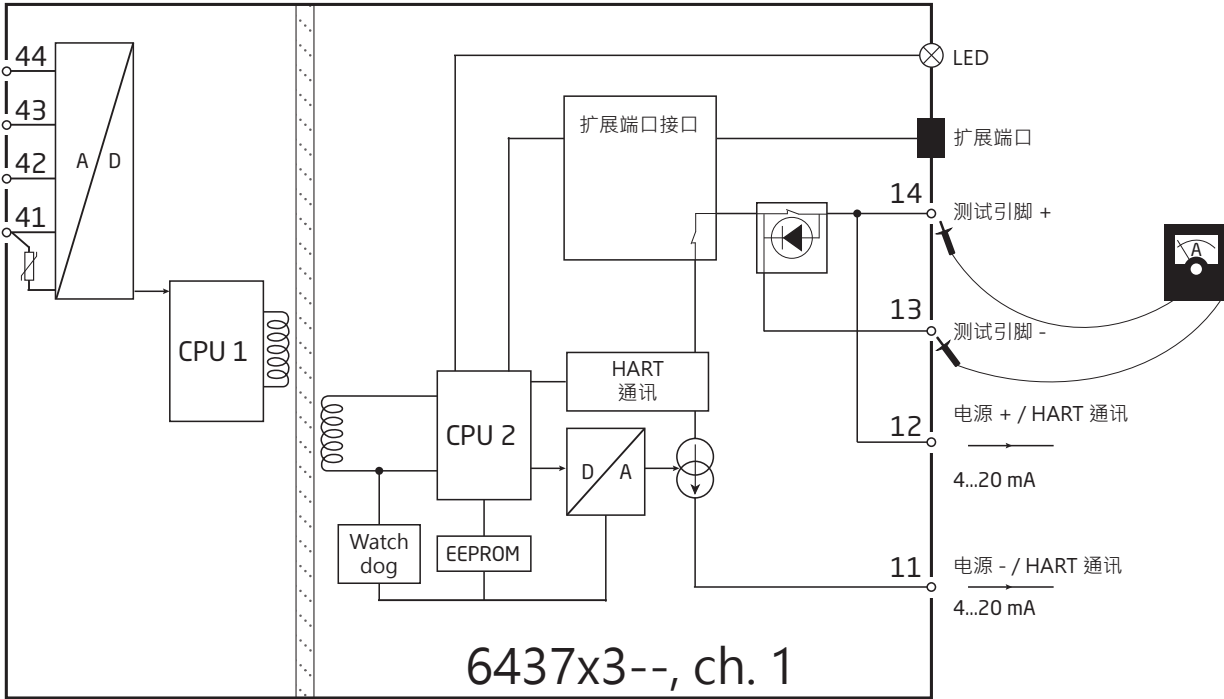 44
43
42
41
A
D
CPU 1
扩展端口接口
HART
通讯
CPU 2
D
A
Watch
dog
EEPROM
LED
扩展端口
14
测试引脚 +
A
13
测试引脚 -
12
电源 + / HART 通讯
4...20 mA
11
电源 - / HART 通讯
4...20 mA
6437x3--, ch. 1